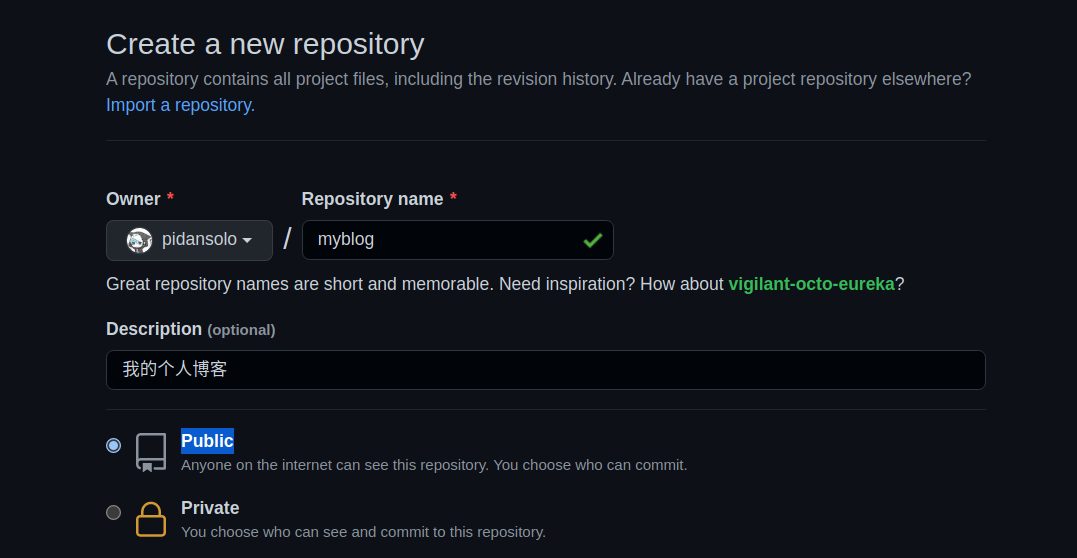 Create a new repository
A repository contains all project files, including the revision history. Already have a project repository elsewhere?
Import a repository.
Owner * Repository name *
pidansolo / myblog
Great repository names are short and memorable. Need inspiration? How about vigilant-octo-eureka?
Description (optional)
我的个人博客
Public
Anyone on the internet can see this repository. You choose who can commit.
Private
You choose who can see and commit to this repository.